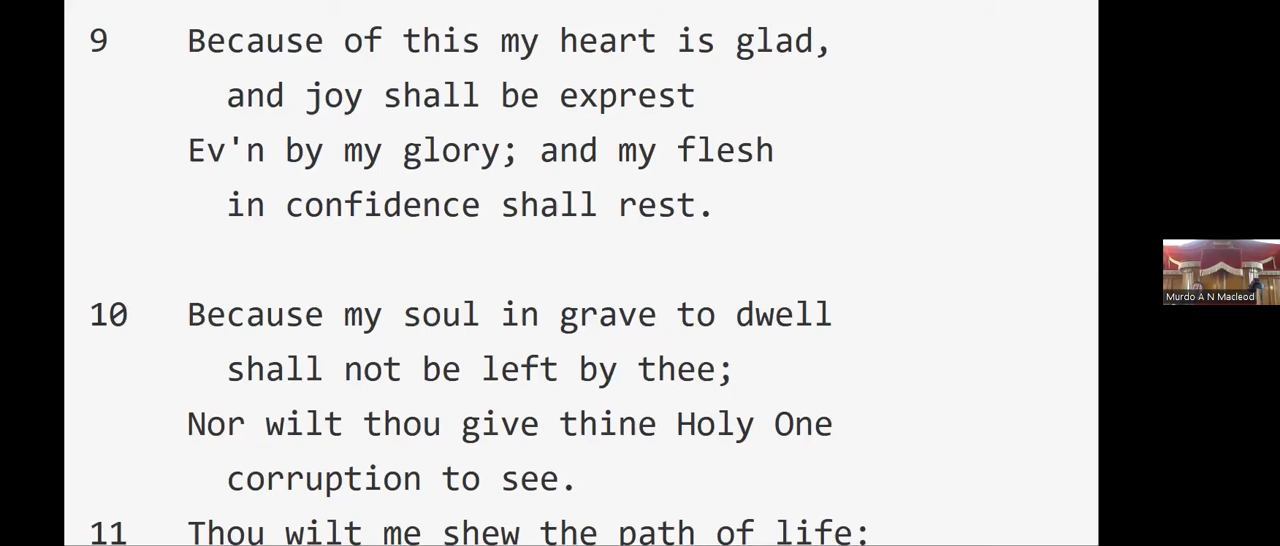 9 Because of this my heart is glad,
and joy shall be exprest
Ev'n by my glory; and my flesh
in confidence shall rest.
10 Because my soul in grave to dwell
shall not be left by thee;
Nor wilt thou give thine Holy One
corruption to see.
11 Thou wilt me shew the path of life:
Murdo A N Macleod